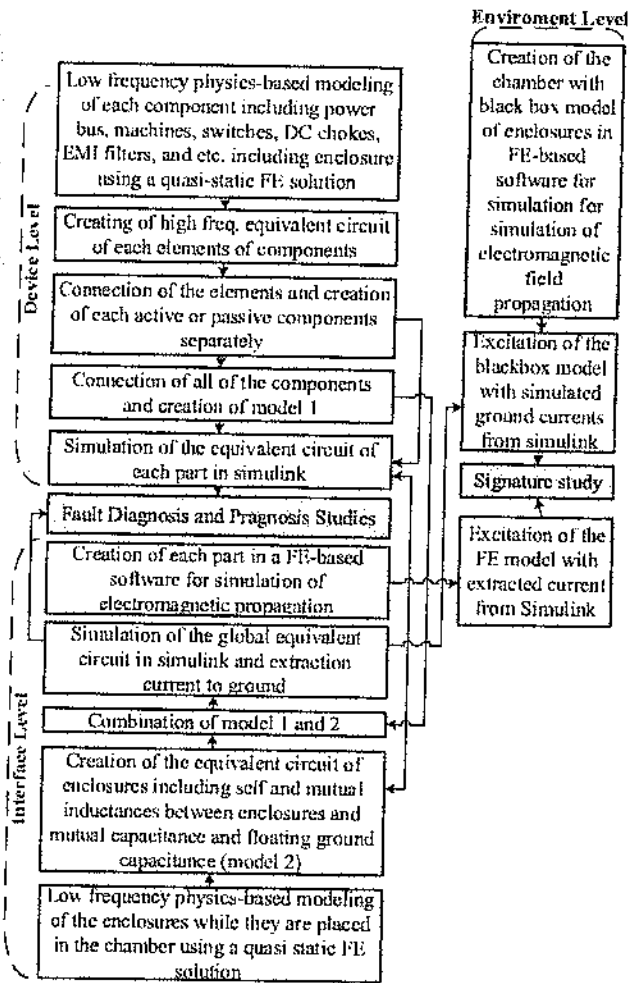 Enviroment Level
Creation of the
chamber with
black box model
of enclosures in
FE-based
software for
simulation for
simulation of
electromagnetic
field
propagation
Excitation of the
blackbox model
with simulated
ground currents
from simulink
Signature study
Excitation of the
FE model with
extracted current
from Simulink
Device Level
Low frequency physics-based modeling
of each component including power
bus, machines, switches, DC chokes,
EMI filters, and etc. including enclosure
using a quasi-static FE solution
Creating of high freq. equivalent circuit
of each elements of components
Connection of the elements and creation
of each active or passive components
separately
Connection of all of the components
and creation of model 1
Simulation of the equivalent circuit of
each part in simulink
Fault Diagnosis and Pragnosis Studies
Interface Level
Creation of each part in a FE-based
software for simulation of
electromagnetic propagation
Simulation of the global equivalent
circuit in simulink and extraction
current to ground
Combination of model 1 and 2
Creation of the equivalent circuit of
enclosures including self and mutual
inductances between enclosures and
mutual capacitance and floating ground
capacitance (model 2)
Low frequency physics-based modeling
of the enclosures while they are placed
in the chamber using a quasi static FE
solution